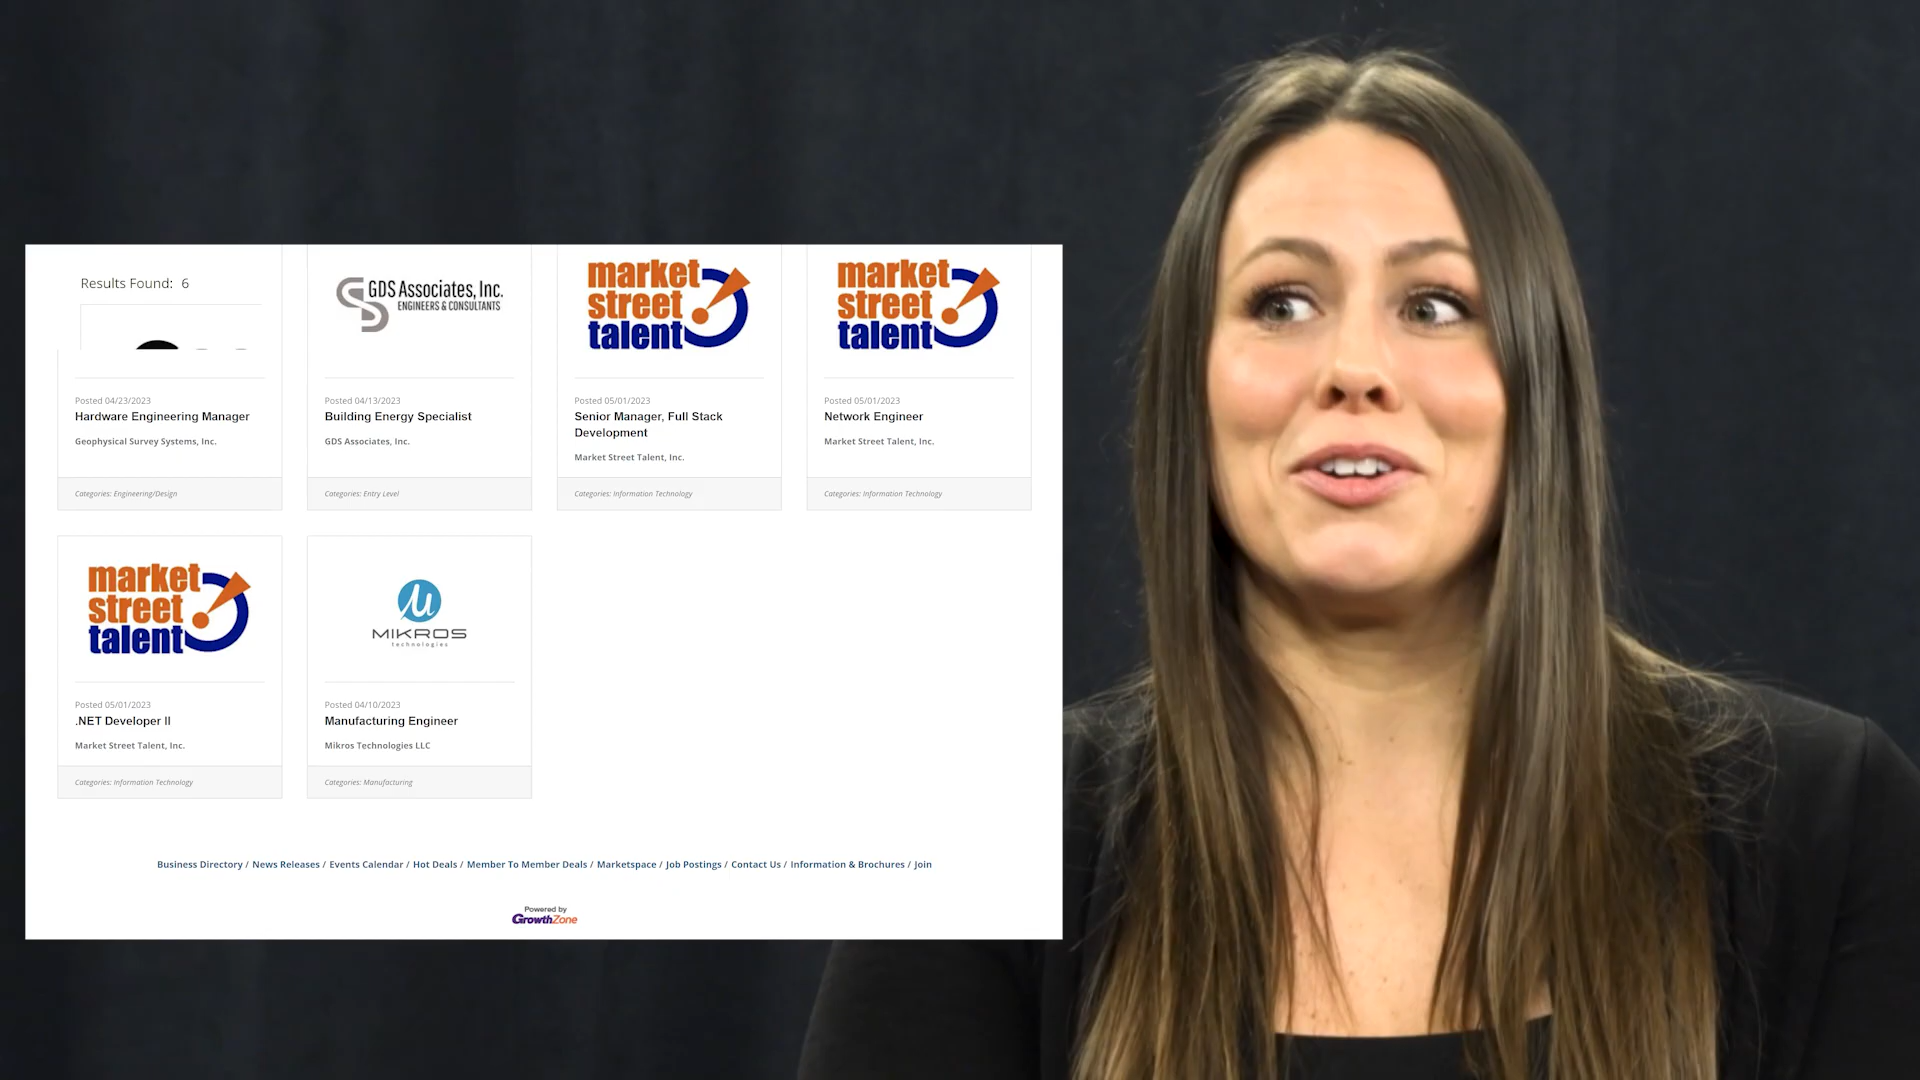 Results Found: 6
GDS Associates, Inc.
ENGINEERS & CONSULTANTS
market
street
talent
market
street
talent
Posted 04/23/2023
Hardware Engineering Manager
Geophysical Survey Systems, Inc.
Categories: Engineering/Design
Posted 04/13/2023
Building Energy Specialist
GDS Associates, Inc.
Categories: Entry Level
Posted 05/01/2023
Senior Manager, Full Stack
Development
Market Street Talent, Inc.
Categories: Information Technology
Posted 05/01/2023
Network Engineer
Market Street Talent, Inc.
Categories: Information Technology
market
street
talent
Posted 05/01/2023
.NET Developer II
Market Street Talent, Inc.
Categories: Information Technology
MIKROS
technologies
Posted 04/10/2023
Manufacturing Engineer
Mikros Technologies LLC
Categories: Manufacturing
Business Directory / News Releases / Events Calendar / Hot Deals / Member To Member Deals / Marketspace / Job Postings / Contact Us / Information & Brochures / Join
Powered by
GrowthZone